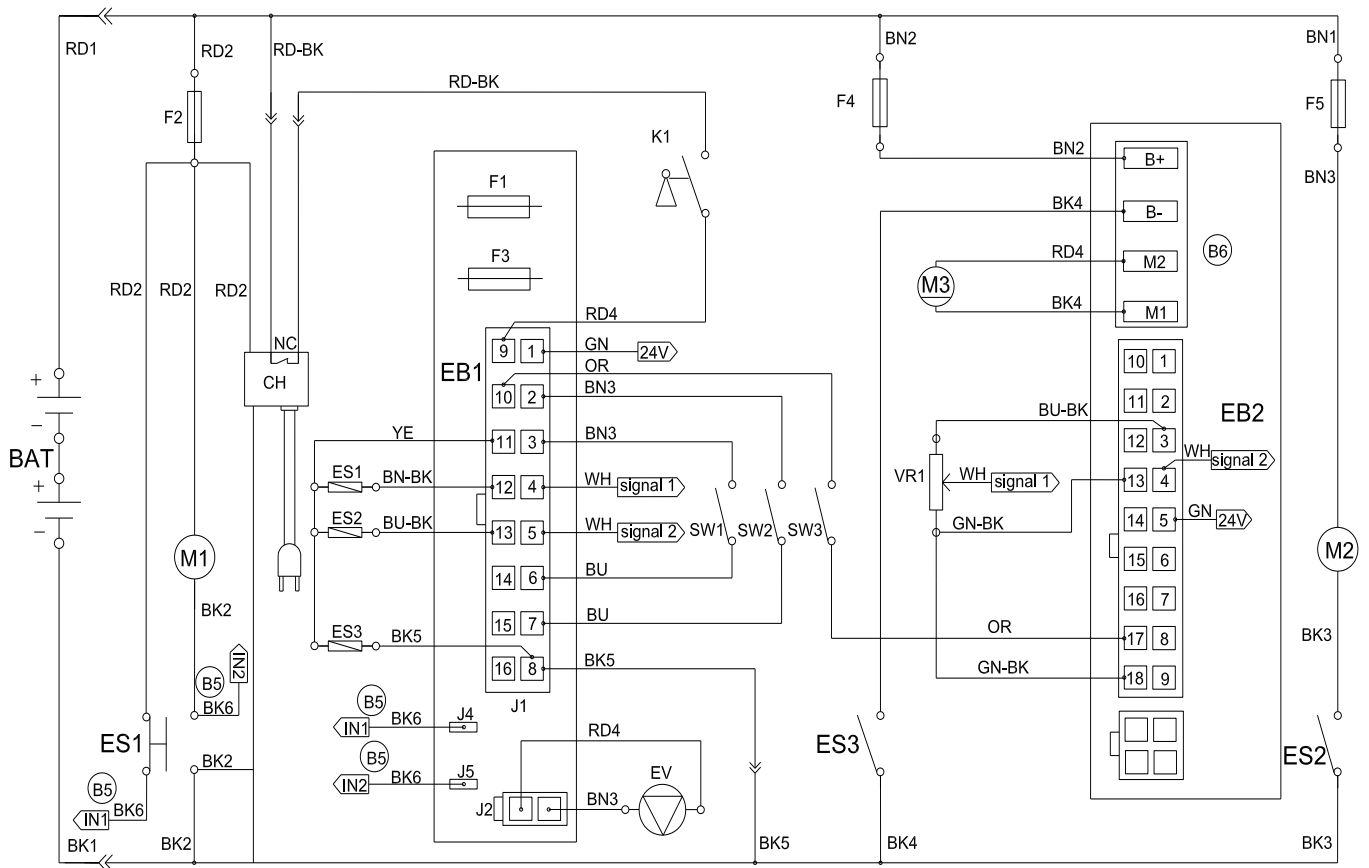 RD1
RD2
RD-BK
BN2
BN1
RD-BK
F2
K1
F4
F5
F1
BN2
B+
BN3
BK4
B-
F3
RD4
M2
B6
RD2
RD2
RD2
M3
BK4
M1
RD4
NC
9
1
GN
24V
CH
EB1
OR
10
1
+
10
2
BN3
11
2
EB2
BU-BK
−
YE
11
3
BN3
12
3
BAT
ES1
BN-BK
12
4
WH
signal 1
VR1
WH
signal 1
13
4
WH
signal 2
+
ES2
BU-BK
13
5
WH
signal 2
SW1
SW2
SW3
GN-BK
14
5
GN
24V
−
M1
14
6
BU
15
6
M2
BK2
15
7
BU
16
7
ES3
BK5
OR
17
8
BK3
IN2
16
8
BK5
GN-BK
18
9
B5
BK6
B5
J1
IN1
BK6
J4
RD4
ES1
BK2
B5
ES3
ES2
IN2
BK6
J5
EV
B5
IN1
BK6
J2
BN3
BK1
BK2
BK5
BK4
BK3